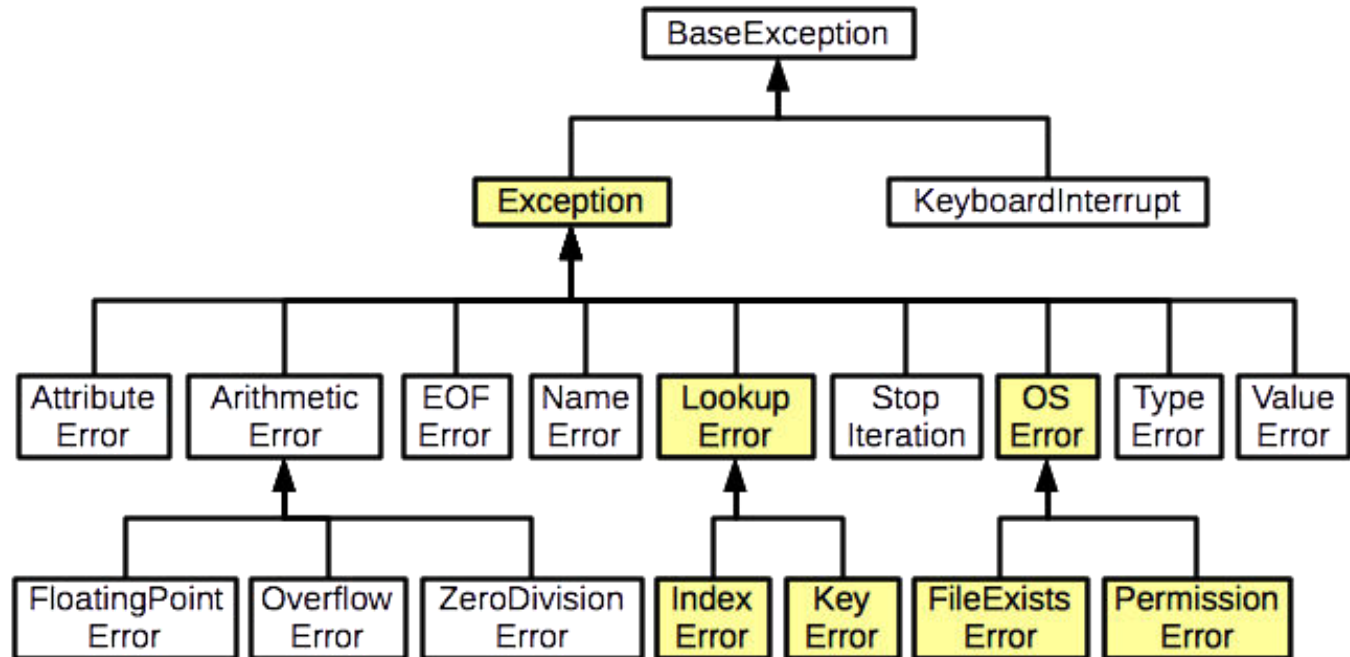 BaseException
Exception
KeyboardInterrupt
Attribute
Error
Arithmetic
Error
EOF
Error
Name
Error
Lookup
Error
Stop
Iteration
OS
Error
Type
Error
Value
Error
FloatingPoint
Error
Overflow
Error
ZeroDivision
Error
Index
Error
Key
Error
FileExists
Error
Permission
Error